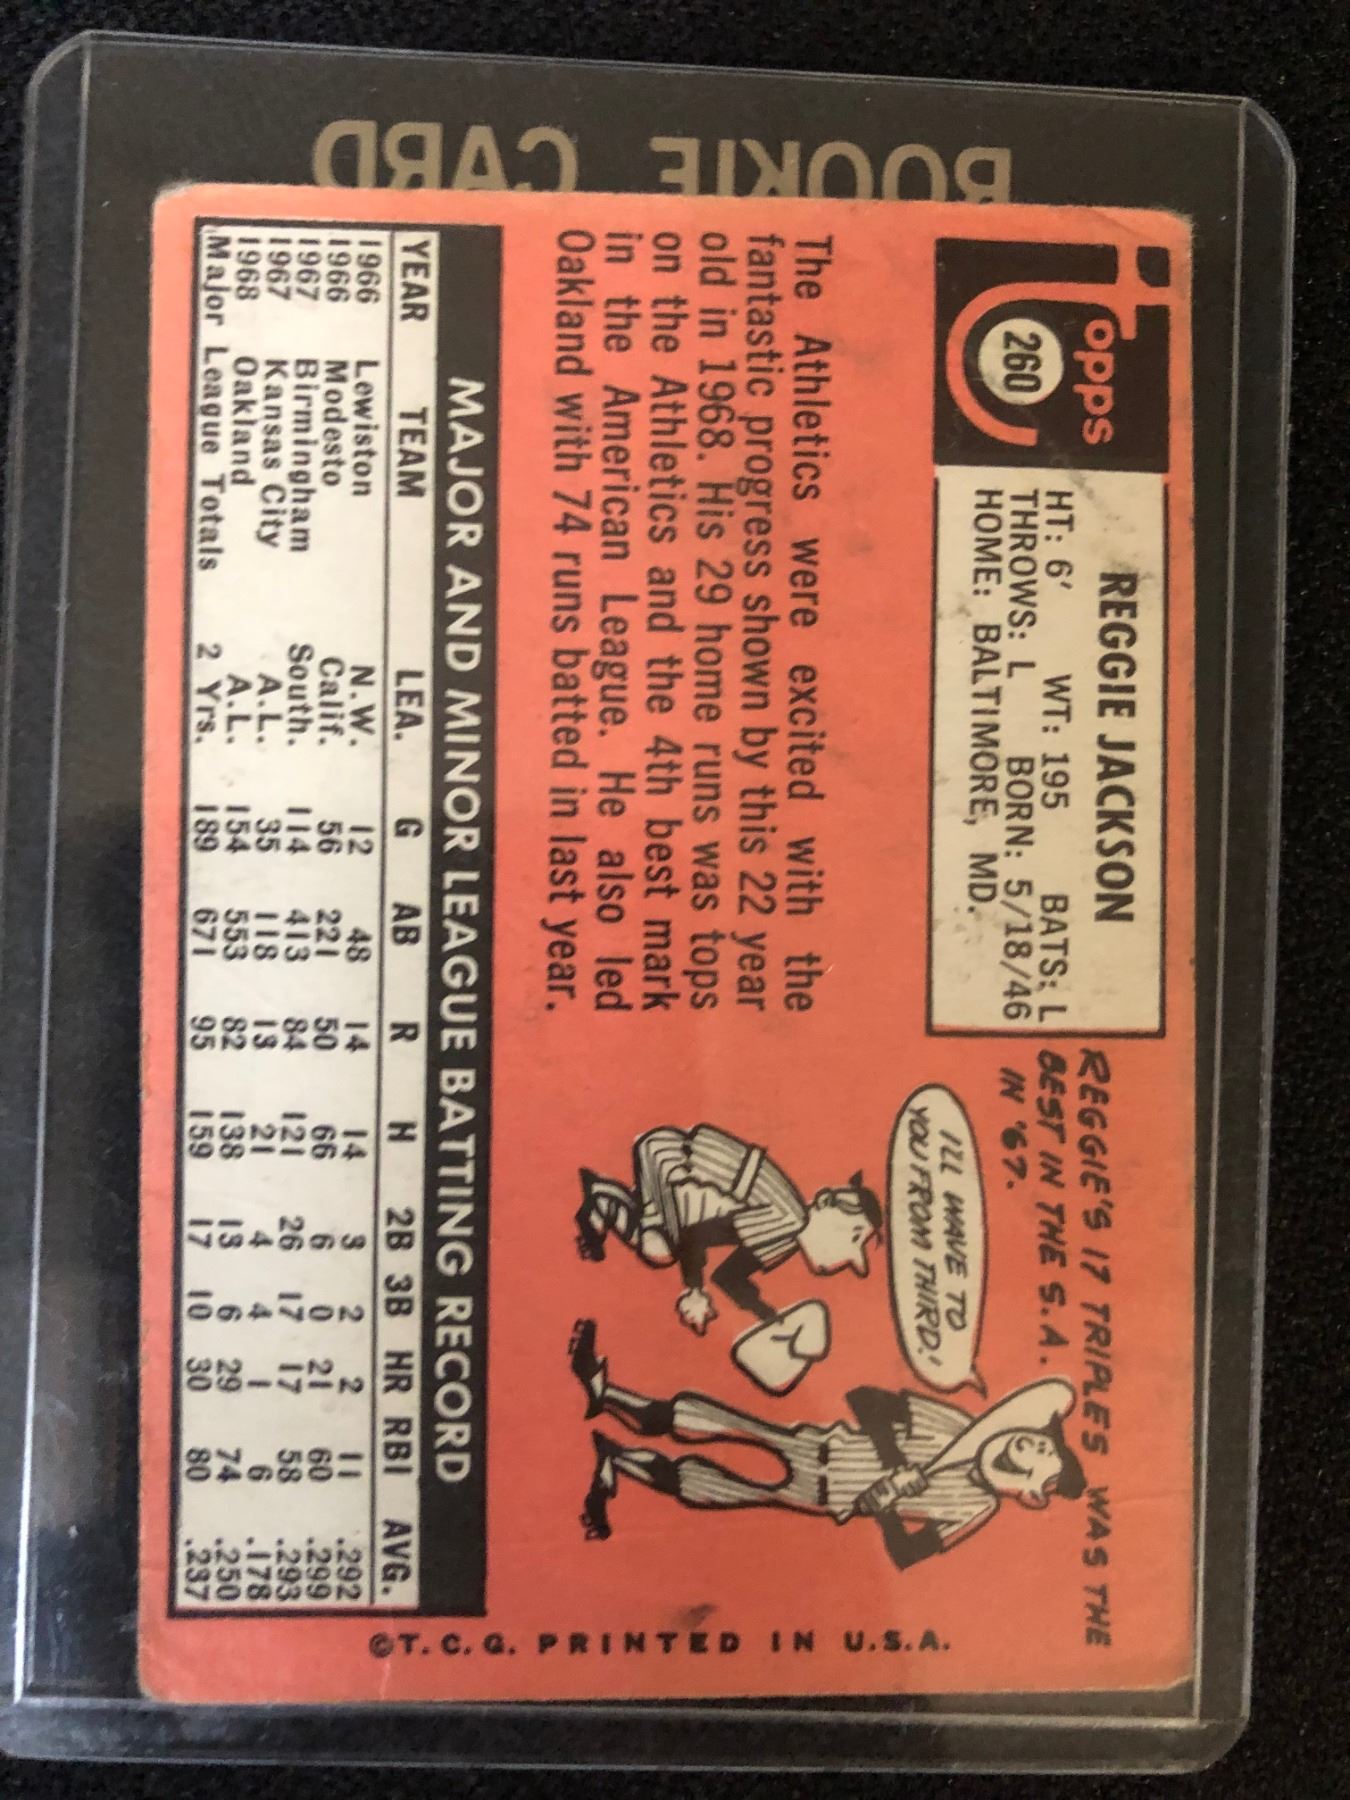 ROOKIE CARD
Topps
260
REGGIE JACKSON
HT: 6' WT: 195 BATS: L
THROWS: L BORN: 5/18/46
HOME: BALTIMORE, MD.
The Athletics were excited with the
fantastic progress shown by this 22 year
old in 1968. His 29 home runs was tops
on the Athletics and the 4th best mark
in the American League. He also led
Oakland with 74 runs batted in last year.
REGGIE'S 17 TRIPLES WAS THE
BEST IN THE S.A.
IN '67.
I'LL WAVE TO
YOU FROM THIRD!
MAJOR AND MINOR LEAGUE BATTING RECORD
YEAR TEAM LEA. G AB R H 2B 3B HR RBI AVG.
1966 Lewiston N.W. 12 48 14 14 3 2 2 11 .292
1966 Modesto Calif. 56 221 50 66 6 0 21 60 .299
1967 Birmingham South. 114 413 84 121 26 17 17 58 .293
1967 Kansas City A.L. 35 118 13 21 4 4 1 6 .178
1968 Oakland A.L. 154 553 82 138 13 6 29 74 .250
Major League Totals 2 Yrs. 189 671 95 159 17 10 30 80 .237
©T.C.G. PRINTED IN U.S.A.